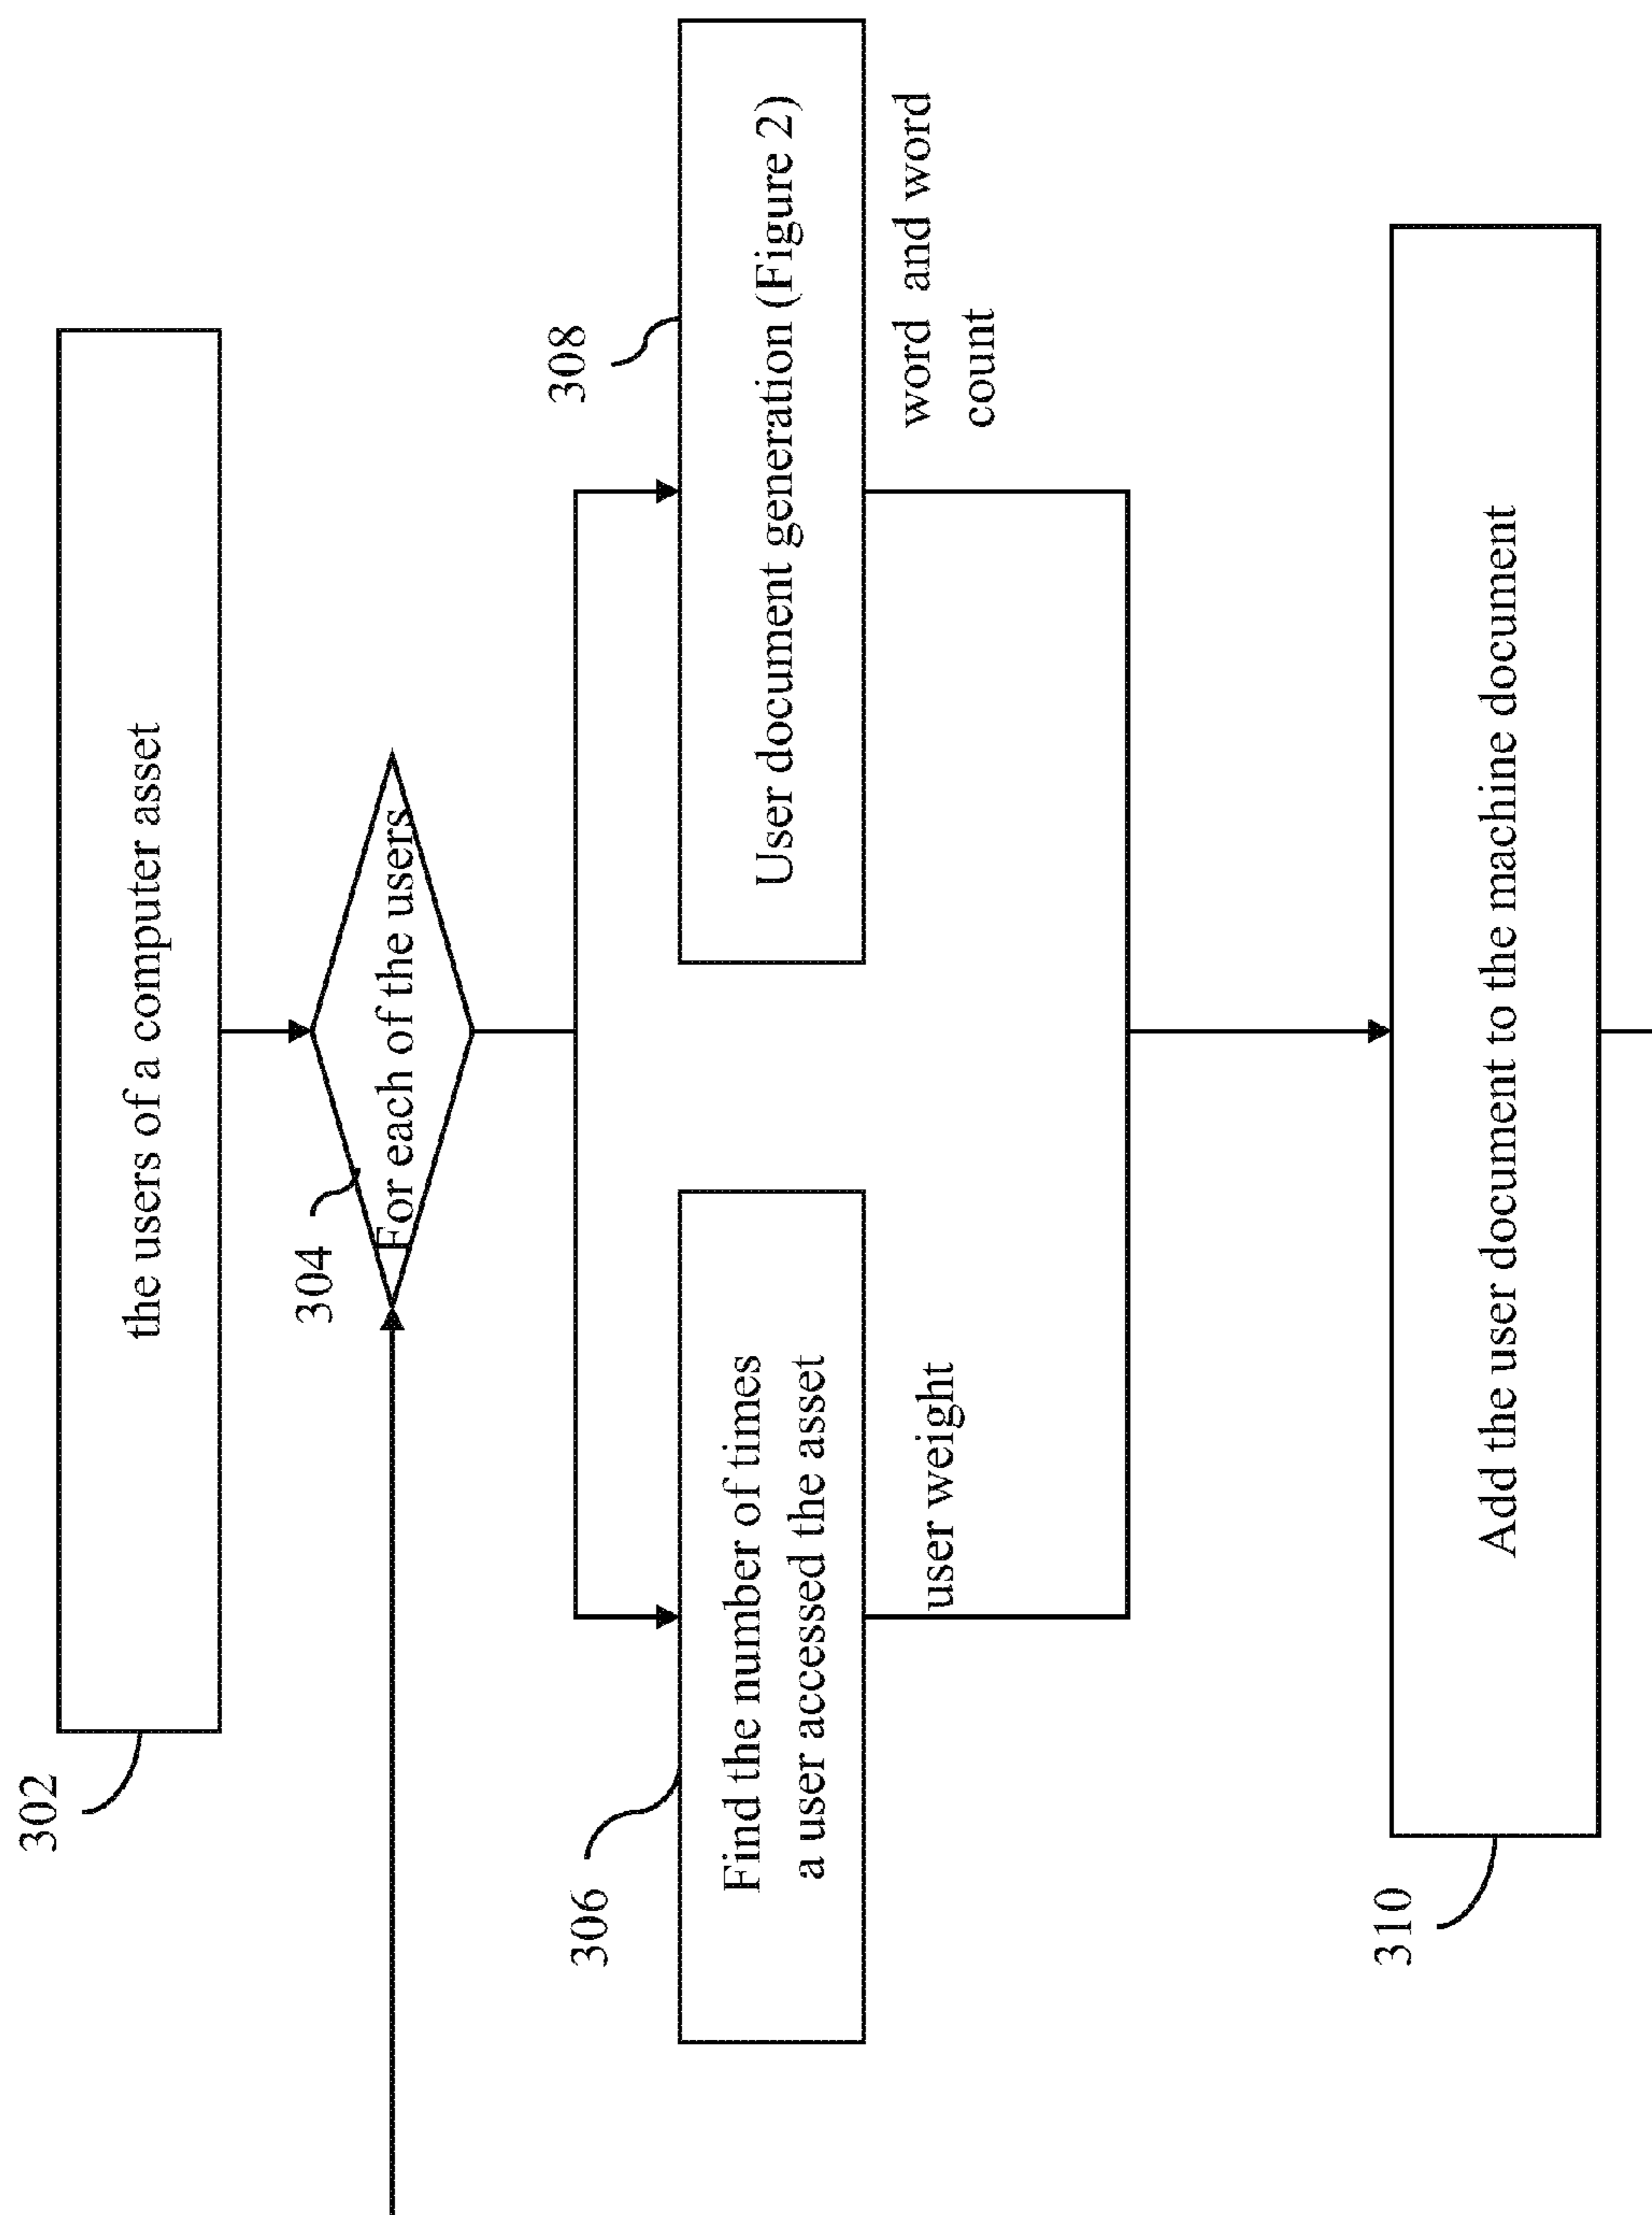 302
the users of a computer asset
304
For each of the users
306
Find the number of times
a user accessed the asset
308
User document generation (Figure 2)
user weight
word and word
count
310
Add the user document to the machine document